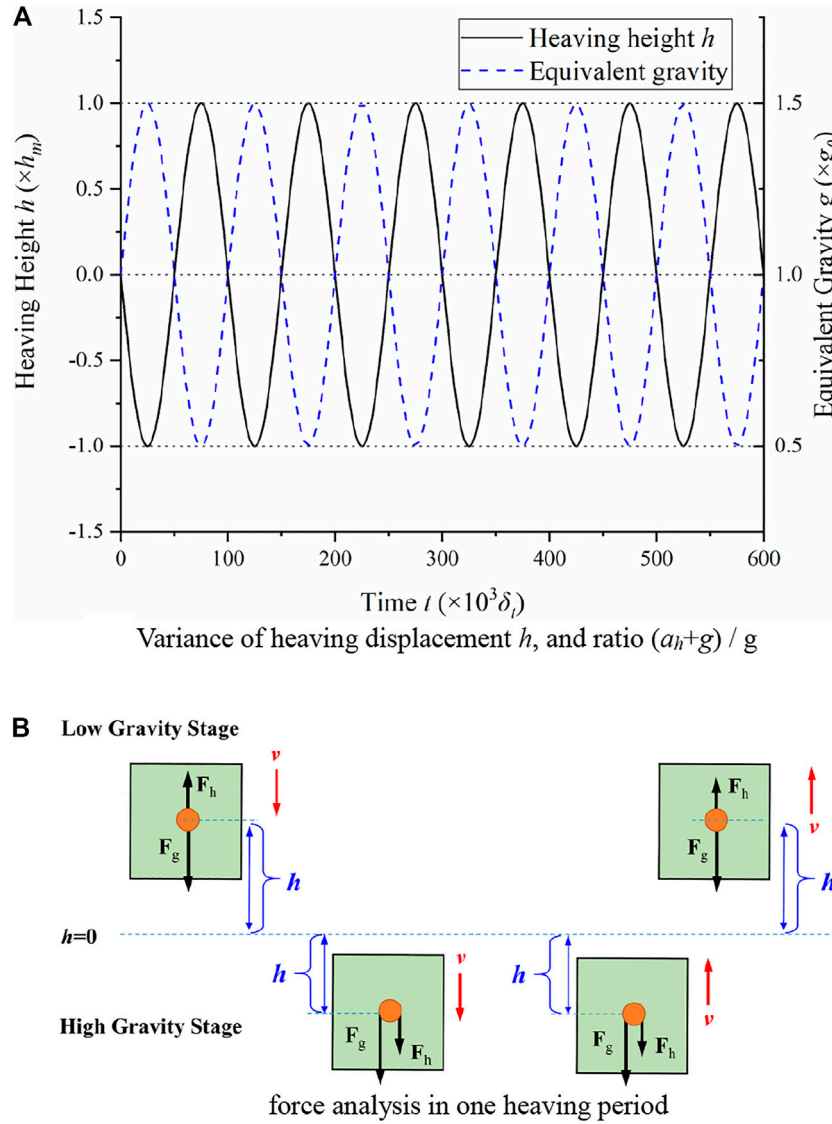 A
Heaving height h
Equivalent gravity
Heaving Height h (×hm)
1.5
1.0
0.5
0.0
-0.5
-1.0
-1.5
1.5
1.0
0.5
Equivalent Gravity g (×g0)
0 100 200 300 400 500 600
Time t (×10³δt)
Variance of heaving displacement h, and ratio (ah+g) / g
B
Low Gravity Stage
Fh
Fg
v
h
Fh
Fg
v
h
h=0
h
Fg
Fh
v
h
Fg
Fh
v
High Gravity Stage
force analysis in one heaving period